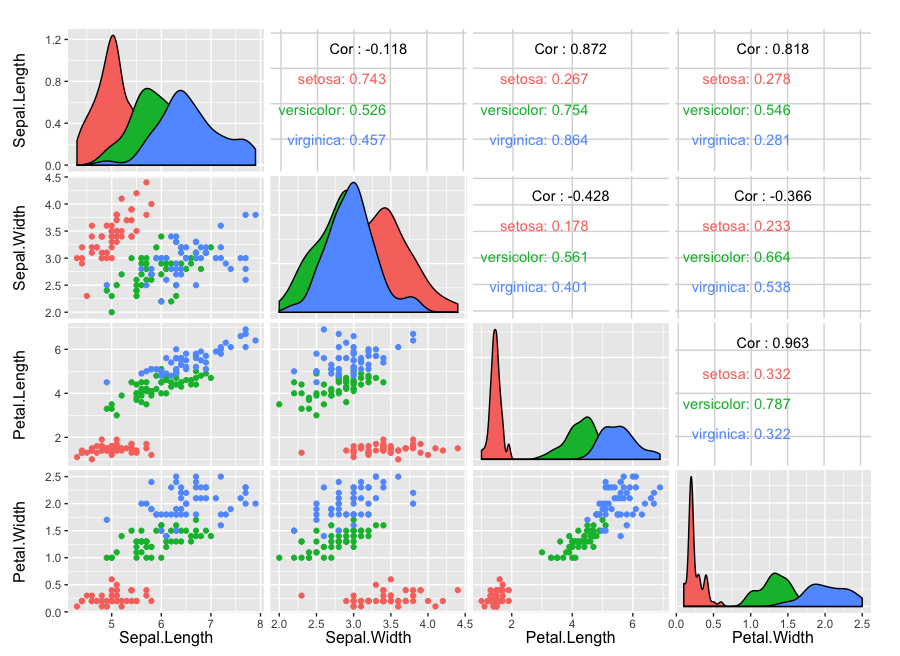 Sepal.Length
1.2
0.8
0.4
0.0
Cor : -0.118
setosa: 0.743
versicolor: 0.526
virginica: 0.457
Cor : 0.872
setosa: 0.267
versicolor: 0.754
virginica: 0.864
Cor : 0.818
setosa: 0.278
versicolor: 0.546
virginica: 0.281
Sepal.Width
4.5
4.0
3.5
3.0
2.5
2.0
Cor : -0.428
setosa: 0.178
versicolor: 0.561
virginica: 0.401
Cor : -0.366
setosa: 0.233
versicolor: 0.664
virginica: 0.538
Petal.Length
6
4
2
Cor : 0.963
setosa: 0.332
versicolor: 0.787
virginica: 0.322
Petal.Width
2.5
2.0
1.5
1.0
0.5
0.0
5 6 7 8
2.0 2.5 3.0 3.5 4.0 4.5
2 4 6
0.0 0.5 1.0 1.5 2.0 2.5
Sepal.Length
Sepal.Width
Petal.Length
Petal.Width